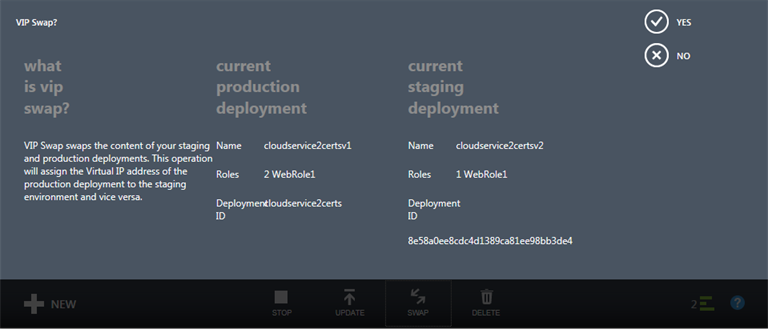 VIP Swap?
YES
NO
what
is vip
swap?
VIP Swap swaps the content of your staging
and production deployments. This operation
will assign the Virtual IP address of the
production deployment to the staging
environment and vice versa.
current
production
deployment
Name cloudservice2certsv1
Roles 2 WebRole1
Deployment cloudservice2certs
ID
current
staging
deployment
Name cloudservice2certsv2
Roles 1 WebRole1
Deployment
ID
8e58a0ee8cdc4d1389ca81ee98bb3de4
NEW
STOP
UPDATE
SWAP
DELETE
2
?